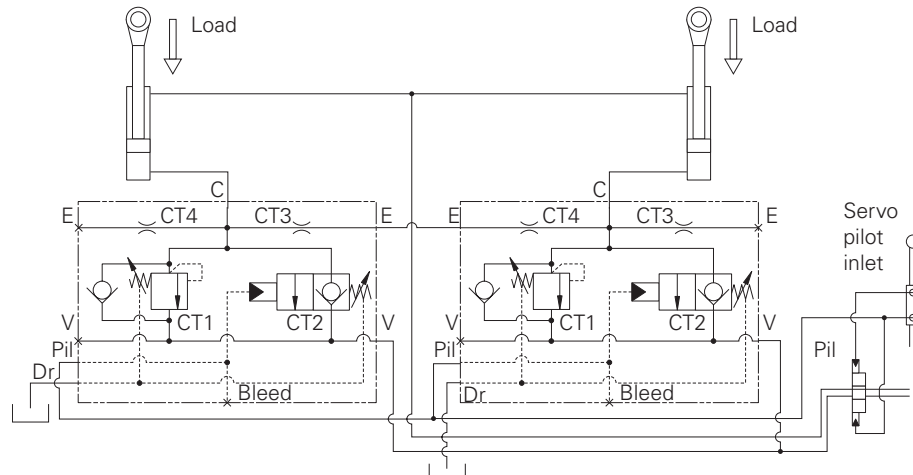 Load
Load
C
C
E CT4 CT3 E
E CT4 CT3 E
Servo
pilot
inlet
CT1 CT2
CT1 CT2
V V
V V
Pil
Pil
Pil
Dr
Dr
Bleed
Bleed